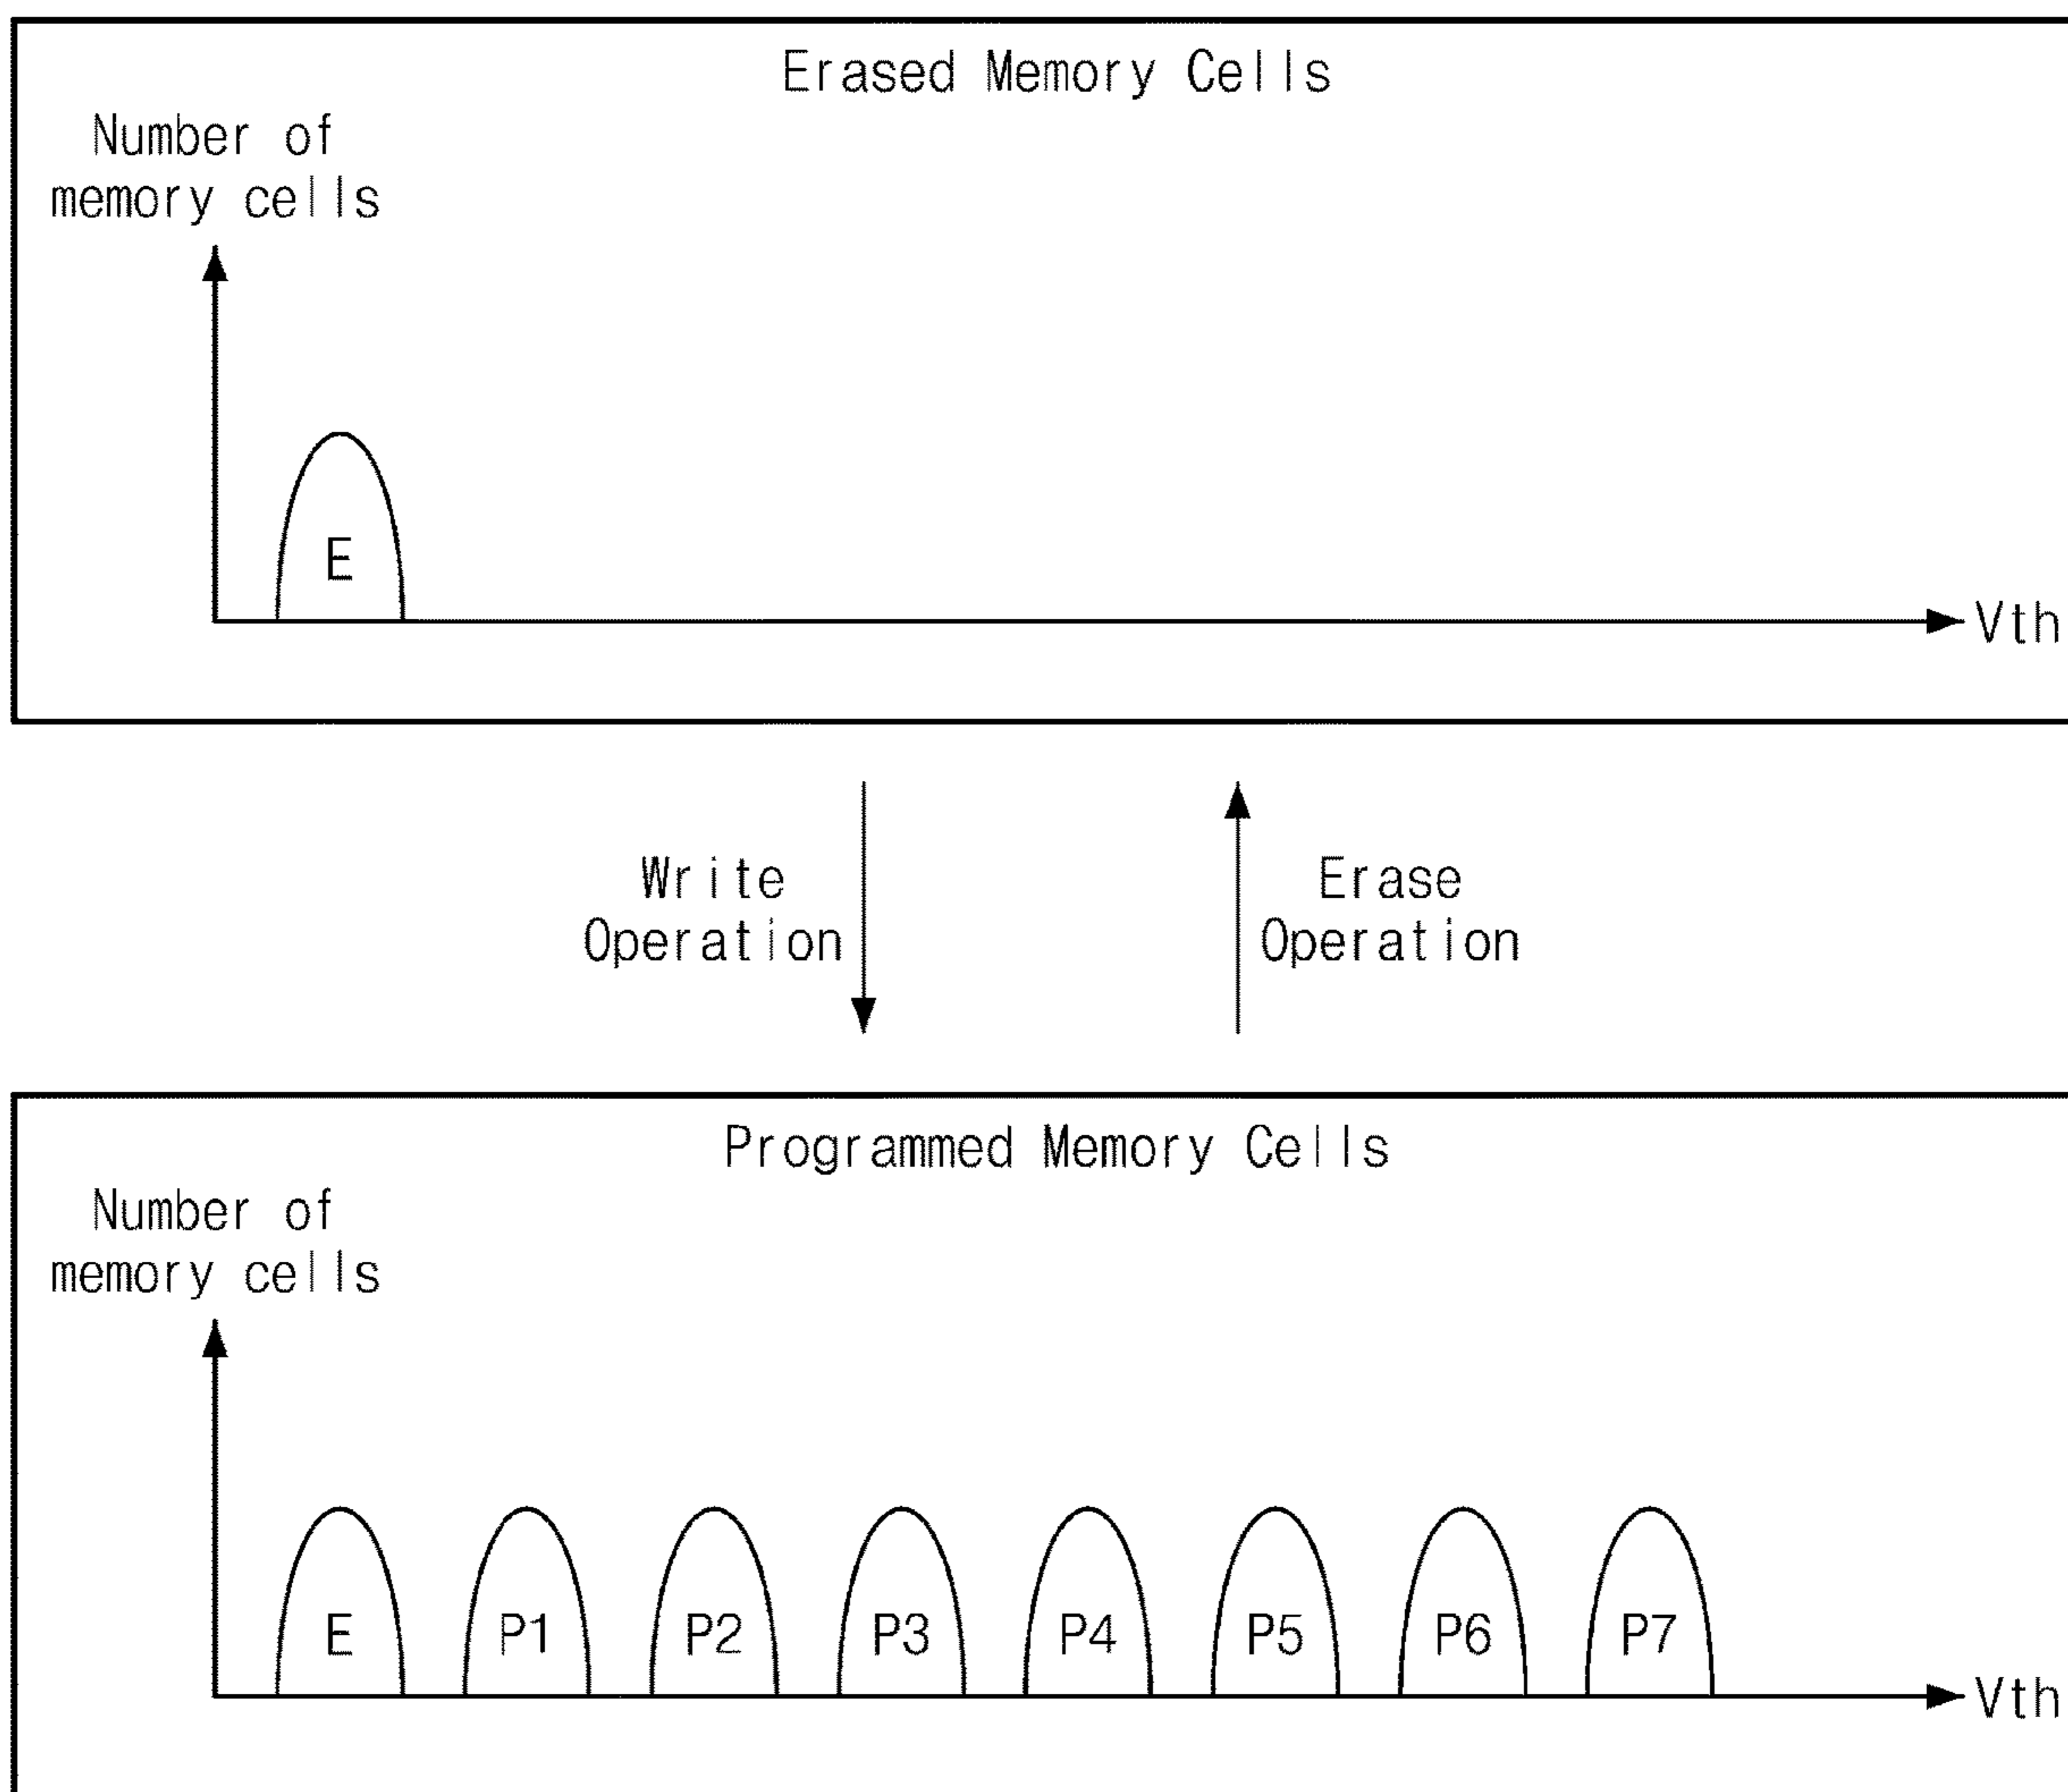 Erased Memory Cells
Number of
memory cells
E
Vth
Write
Operation
Erase
Operation
Programmed Memory Cells
Number of
memory cells
E P1 P2 P3 P4 P5 P6 P7
Vth